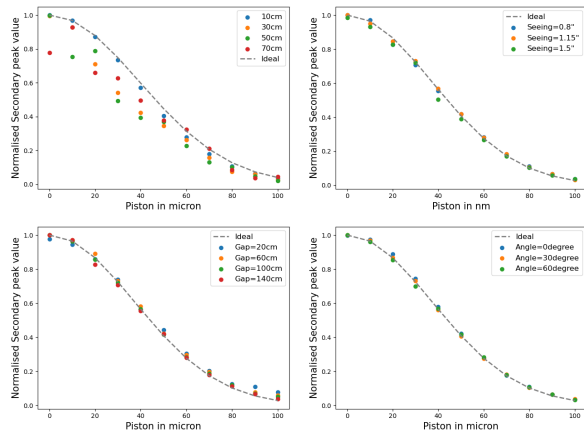 10cm
30cm
50cm
70cm
Ideal
1.0
0.8
0.6
0.4
0.2
0.0
Normalised Secondary peak value
0 20 40 60 80 100
Piston in micron
Ideal
Seeing=0.8"
Seeing=1.15"
Seeing=1.5"
1.0
0.8
0.6
0.4
0.2
0.0
Normalised Secondary peak value
0 20 40 60 80 100
Piston in nm
Ideal
Gap=20cm
Gap=60cm
Gap=100cm
Gap=140cm
1.0
0.8
0.6
0.4
0.2
0.0
Normalised Secondary peak value
0 20 40 60 80 100
Piston in micron
Ideal
Angle=0degree
Angle=30degree
Angle=60degree
1.0
0.8
0.6
0.4
0.2
0.0
Normalised Secondary peak value
0 20 40 60 80 100
Piston in micron